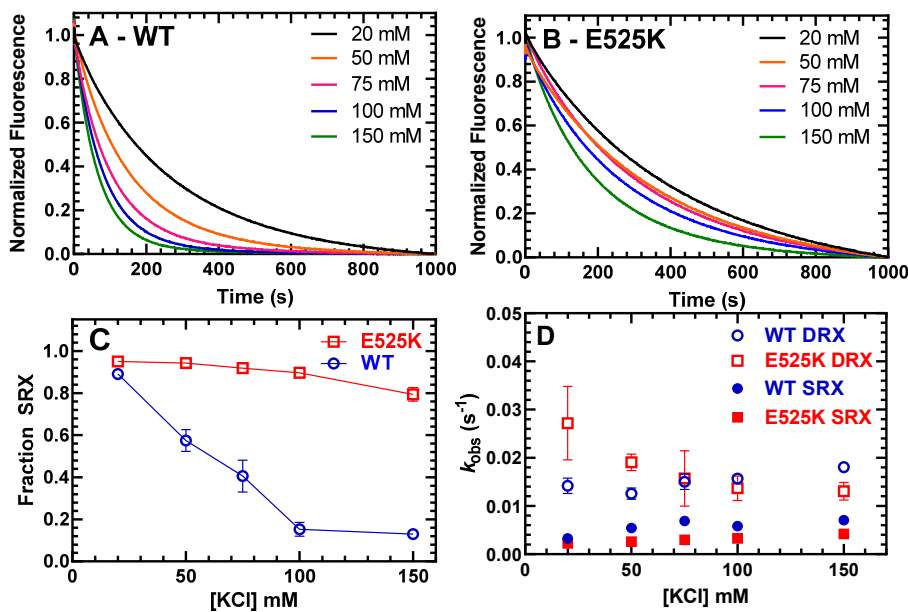 A - WT
Normalized Fluorescence
1.0
0.8
0.6
0.4
0.2
0.0
20 mM
50 mM
75 mM
100 mM
150 mM
0 200 400 600 800 1000
Time (s)
B - E525K
Normalized Fluorescence
1.0
0.8
0.6
0.4
0.2
0.0
20 mM
50 mM
75 mM
100 mM
150 mM
0 200 400 600 800 1000
Time (s)
C
Fraction SRX
1.0
0.8
0.6
0.4
0.2
0.0
E525K
WT
0 50 100 150
[KCl] mM
D
kobs (s-1)
0.05
0.04
0.03
0.02
0.01
0.00
WT DRX
E525K DRX
WT SRX
E525K SRX
0 50 100 150
[KCl] mM